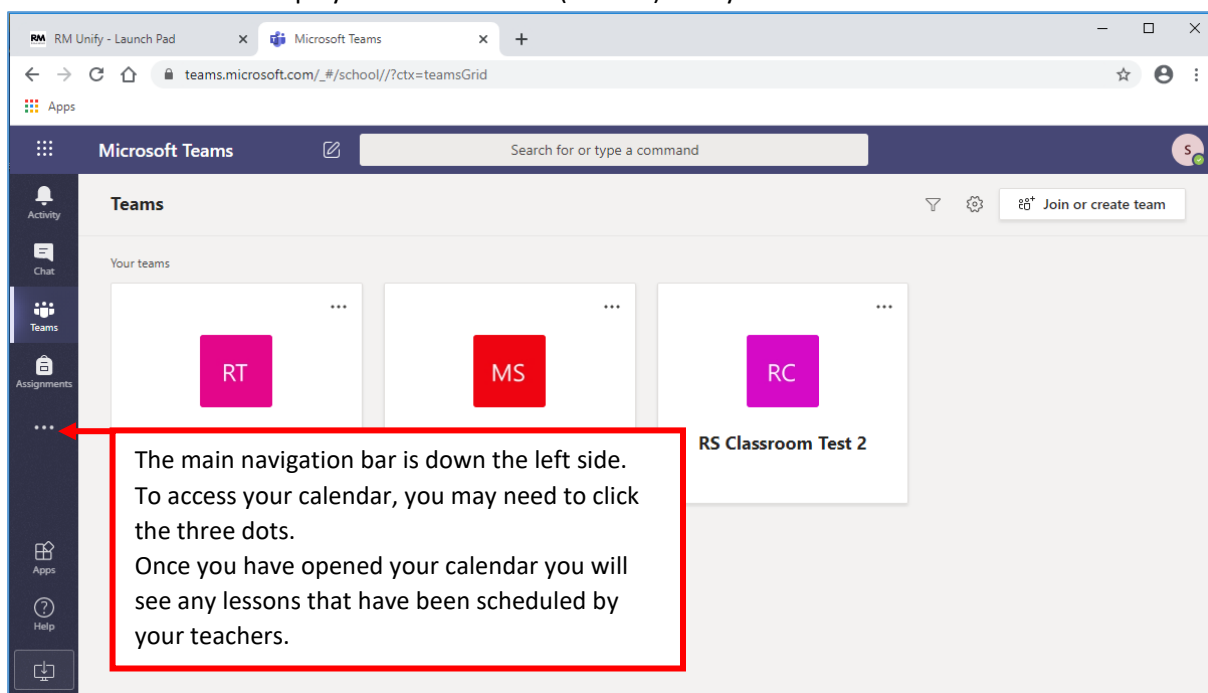 RM RM Unify - Launch Pad Microsoft Teams
teams.microsoft.com/_#/school//?ctx=teamsGrid
Apps
Microsoft Teams Search for or type a command S
Activity
Teams Join or create team
Chat
Your teams
Teams
Assignments
RT MS RC
RS Classroom Test 2
The main navigation bar is down the left side.
To access your calendar, you may need to click
the three dots.
Once you have opened your calendar you will
see any lessons that have been scheduled by
your teachers.
Apps
Help